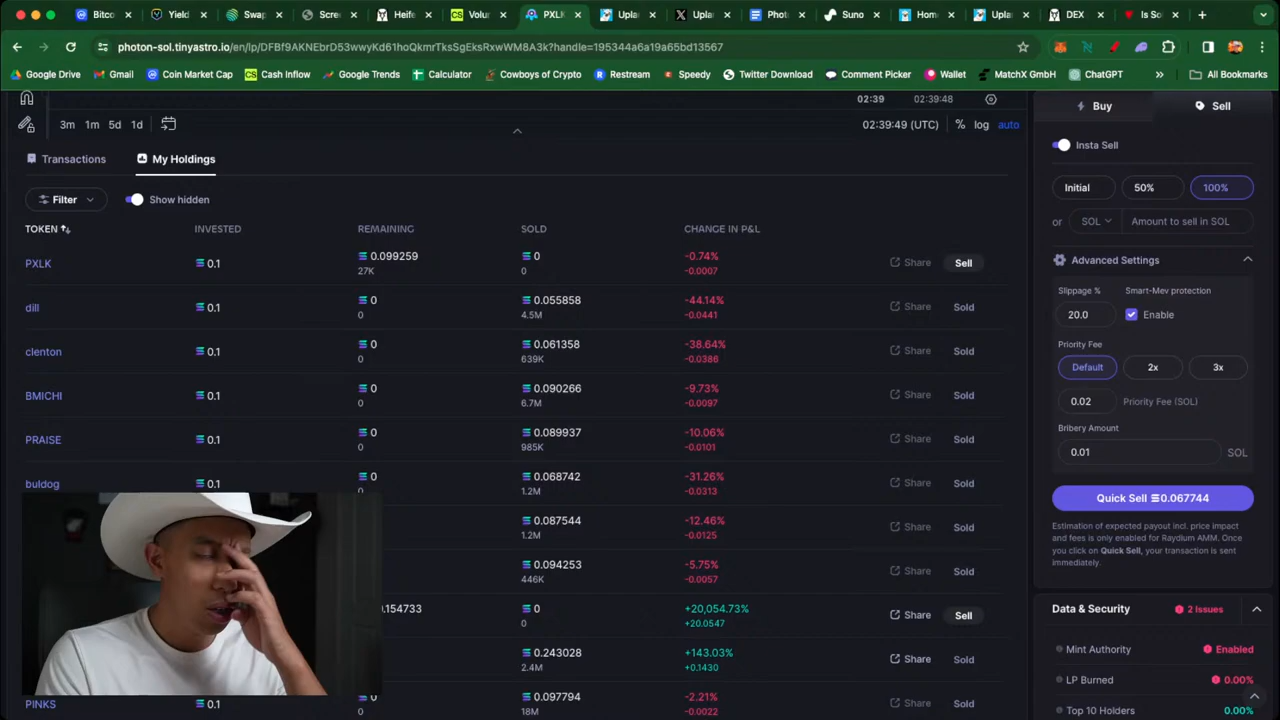 Bitco
Yield
Swap
Scree
Heife
Volur
PXLK
Uplar
Uplar
Phot
Suno
Home
Uplar
DEX
Is Sol
photon-sol.tinyastro.io/en/lp/DFBf9AKNEbrD53wwyKd61hoQkmrTksSgEksRxwWM8A3k?handle=195344a6a19a65bd13567
Google Drive Gmail Coin Market Cap CS Cash Inflow Google Trends Calculator Cowboys of Crypto Restream Speedy Twitter Download Comment Picker Wallet MatchX GmbH ChatGPT » All Bookmarks
02:39 02:39:48
3m 1m 5d 1d
02:39:49 (UTC) % log auto
Transactions My Holdings
Filter Show hidden
TOKEN INVESTED REMAINING SOLD CHANGE IN P&L
PXLK 0.1 0.099259 0 -0.74% Share Sell
27K 0 -0.0007
dill 0.1 0 0.055858 -44.14% Share Sold
0 4.5M -0.0441
clenton 0.1 0 0.061358 -38.64% Share Sold
0 639K -0.0386
BMICHI 0.1 0 0.090266 -9.73% Share Sold
0 6.7M -0.0097
PRAISE 0.1 0 0.089937 -10.06% Share Sold
0 985K -0.0101
buldog 0.1 0 0.068742 -31.26% Share Sold
0 1.2M -0.0313
0.087544 -12.46% Share Sold
1.2M -0.0125
0.094253 -5.75% Share Sold
446K -0.0057
.154733 0 +20,054.73% Share Sell
0 +20.0547
0.243028 +143.03% Share Sold
2.4M +0.1430
PINKS 0.1 0 0.097794 -2.21% Share Sold
0 18M -0.0022
Buy Sell
Insta Sell
Initial 50% 100%
or SOL Amount to sell in SOL
Advanced Settings
Slippage % Smart-Mev protection
20.0 Enable
Priority Fee
Default 2x 3x
0.02 Priority Fee (SOL)
Bribery Amount
0.01 SOL
Quick Sell 0.067744
Estimation of expected payout incl. price impact
and fees is only enabled for Raydium AMM. Once
you click on Quick Sell, your transaction is sent
immediately.
Data & Security 2 Issues
Mint Authority Enabled
LP Burned 0.00%
Top 10 Holders 0.00%